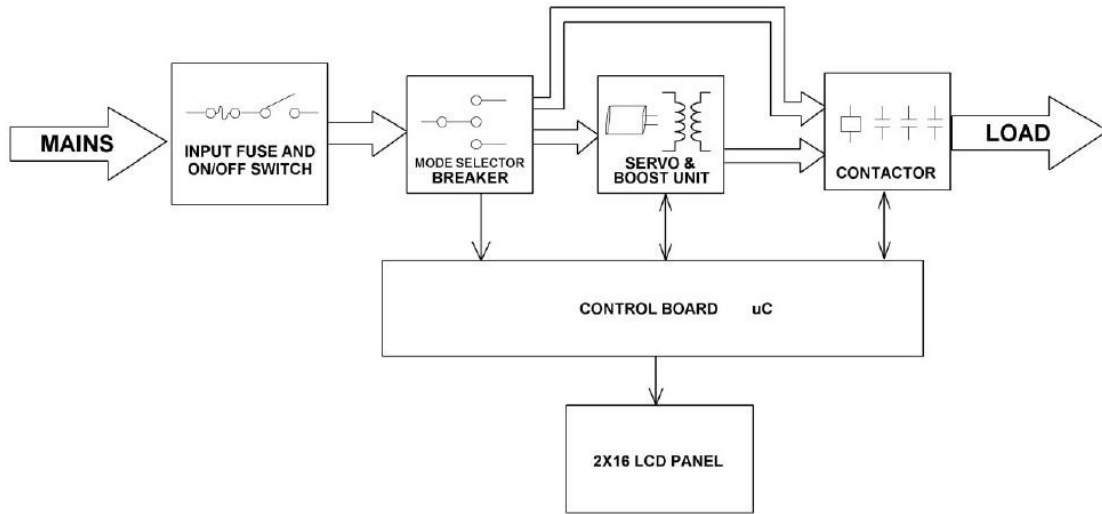 MAINS
INPUT FUSE AND
ON/OFF SWITCH
MODE SELECTOR
BREAKER
SERVO &
BOOST UNIT
CONTACTOR
LOAD
CONTROL BOARD uC
2X16 LCD PANEL